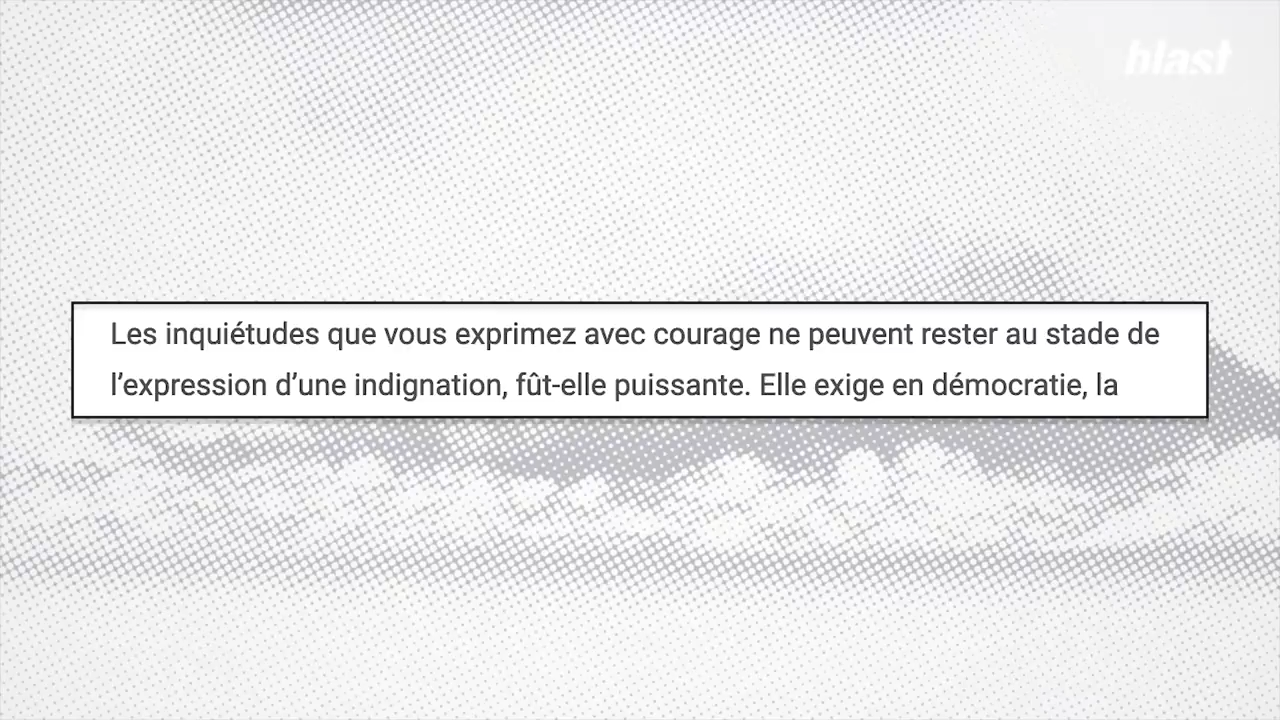 blast
Les inquiétudes que vous exprimez avec courage ne peuvent rester au stade de
l’expression d’une indignation, fût-elle puissante. Elle exige en démocratie, la